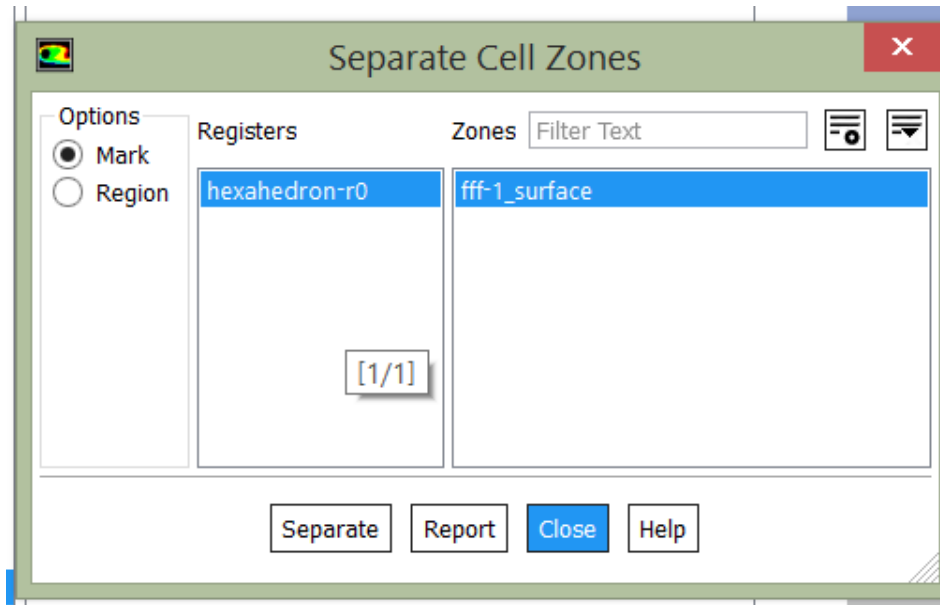 Separate Cell Zones
Options
Mark
Region
Registers
hexahedron-r0
[1/1]
Zones
Filter Text
fff-1_surface
Separate
Report
Close
Help